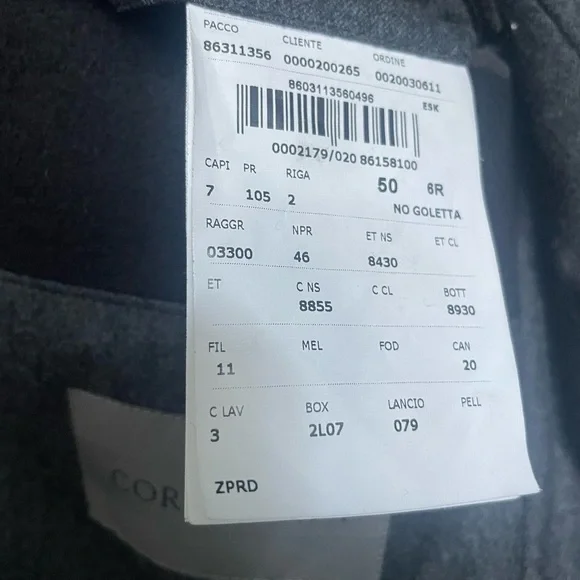 PACCO CLIENTE ORDINE
86311356 0000200265 0020030611
8603113560496 ESK
0002179/020 86158100
CAPI PR RIGA 50 6R
7 105 2 NO GOLETTA
RAGGR NPR ET NS ET CL
03300 46 8430
ET C NS C CL BOTT
8855 8930
FIL MEL FOD CAN
11 20
C LAV BOX LANCIO PELL
3 2L07 079
ZPRD
COR